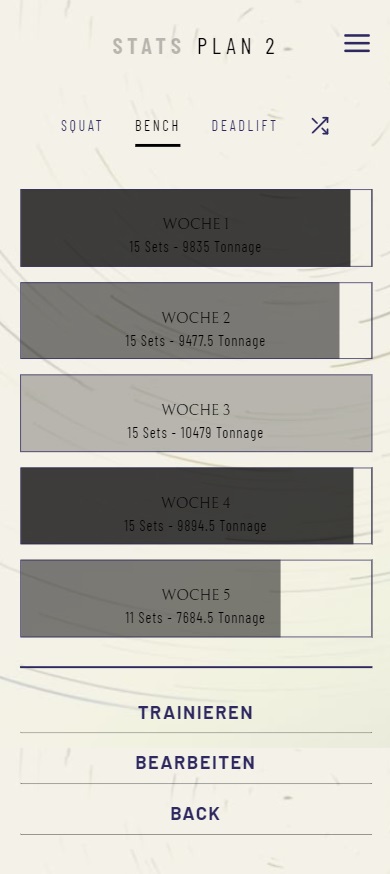 STATS PLAN 2
SQUAT BENCH DEADLIFT
WOCHE 1
15 Sets - 9835 Tonnage
WOCHE 2
15 Sets - 9477.5 Tonnage
WOCHE 3
15 Sets - 10479 Tonnage
WOCHE 4
15 Sets - 9894.5 Tonnage
WOCHE 5
11 Sets - 7684.5 Tonnage
TRAINIEREN
BEARBEITEN
BACK